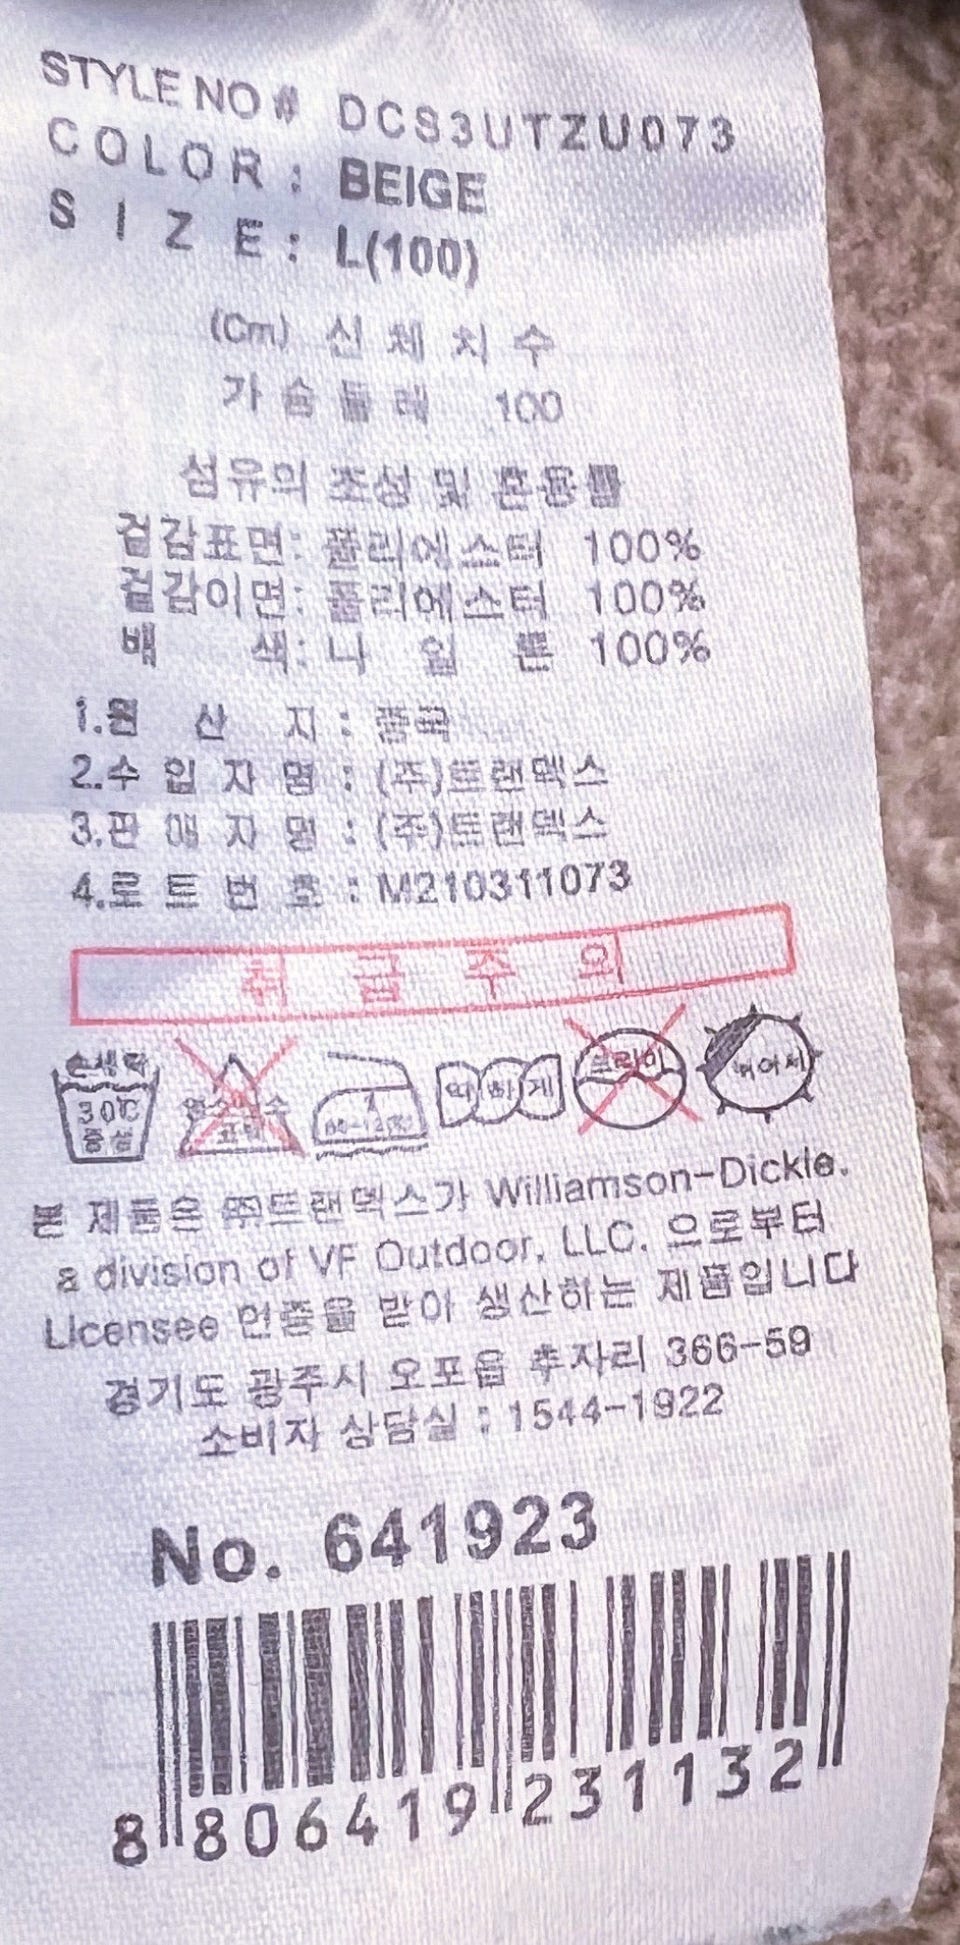 STYLE NO # DCS3UTZU073
COLOR : BEIGE
SIZE : L(100)
(Cm) 신체치수
가슴둘레 100
섬유의 조성 및 혼용률
겉감표면: 폴리에스터 100%
겉감이면: 폴리에스터 100%
배색: 나일론 100%
1.원산지 : 중국
2.수입자명 : (주)트랜덱스
3.판매자명 : (주)트랜덱스
4.로트번호 : M210311073
취급주의
손세탁 30℃ 중성
염소 표백
약하게
드라이
뉘어서
본 제품은 ㈜트랜덱스가 Williamson-Dickie,
a division of VF Outdoor, LLC, 으로부터
Licensee 인증을 받아 생산하는 제품입니다
경기도 광주시 오포읍 추자리 366-59
소비자 상담실 : 1544-1922
No. 641923
8 806419 231132